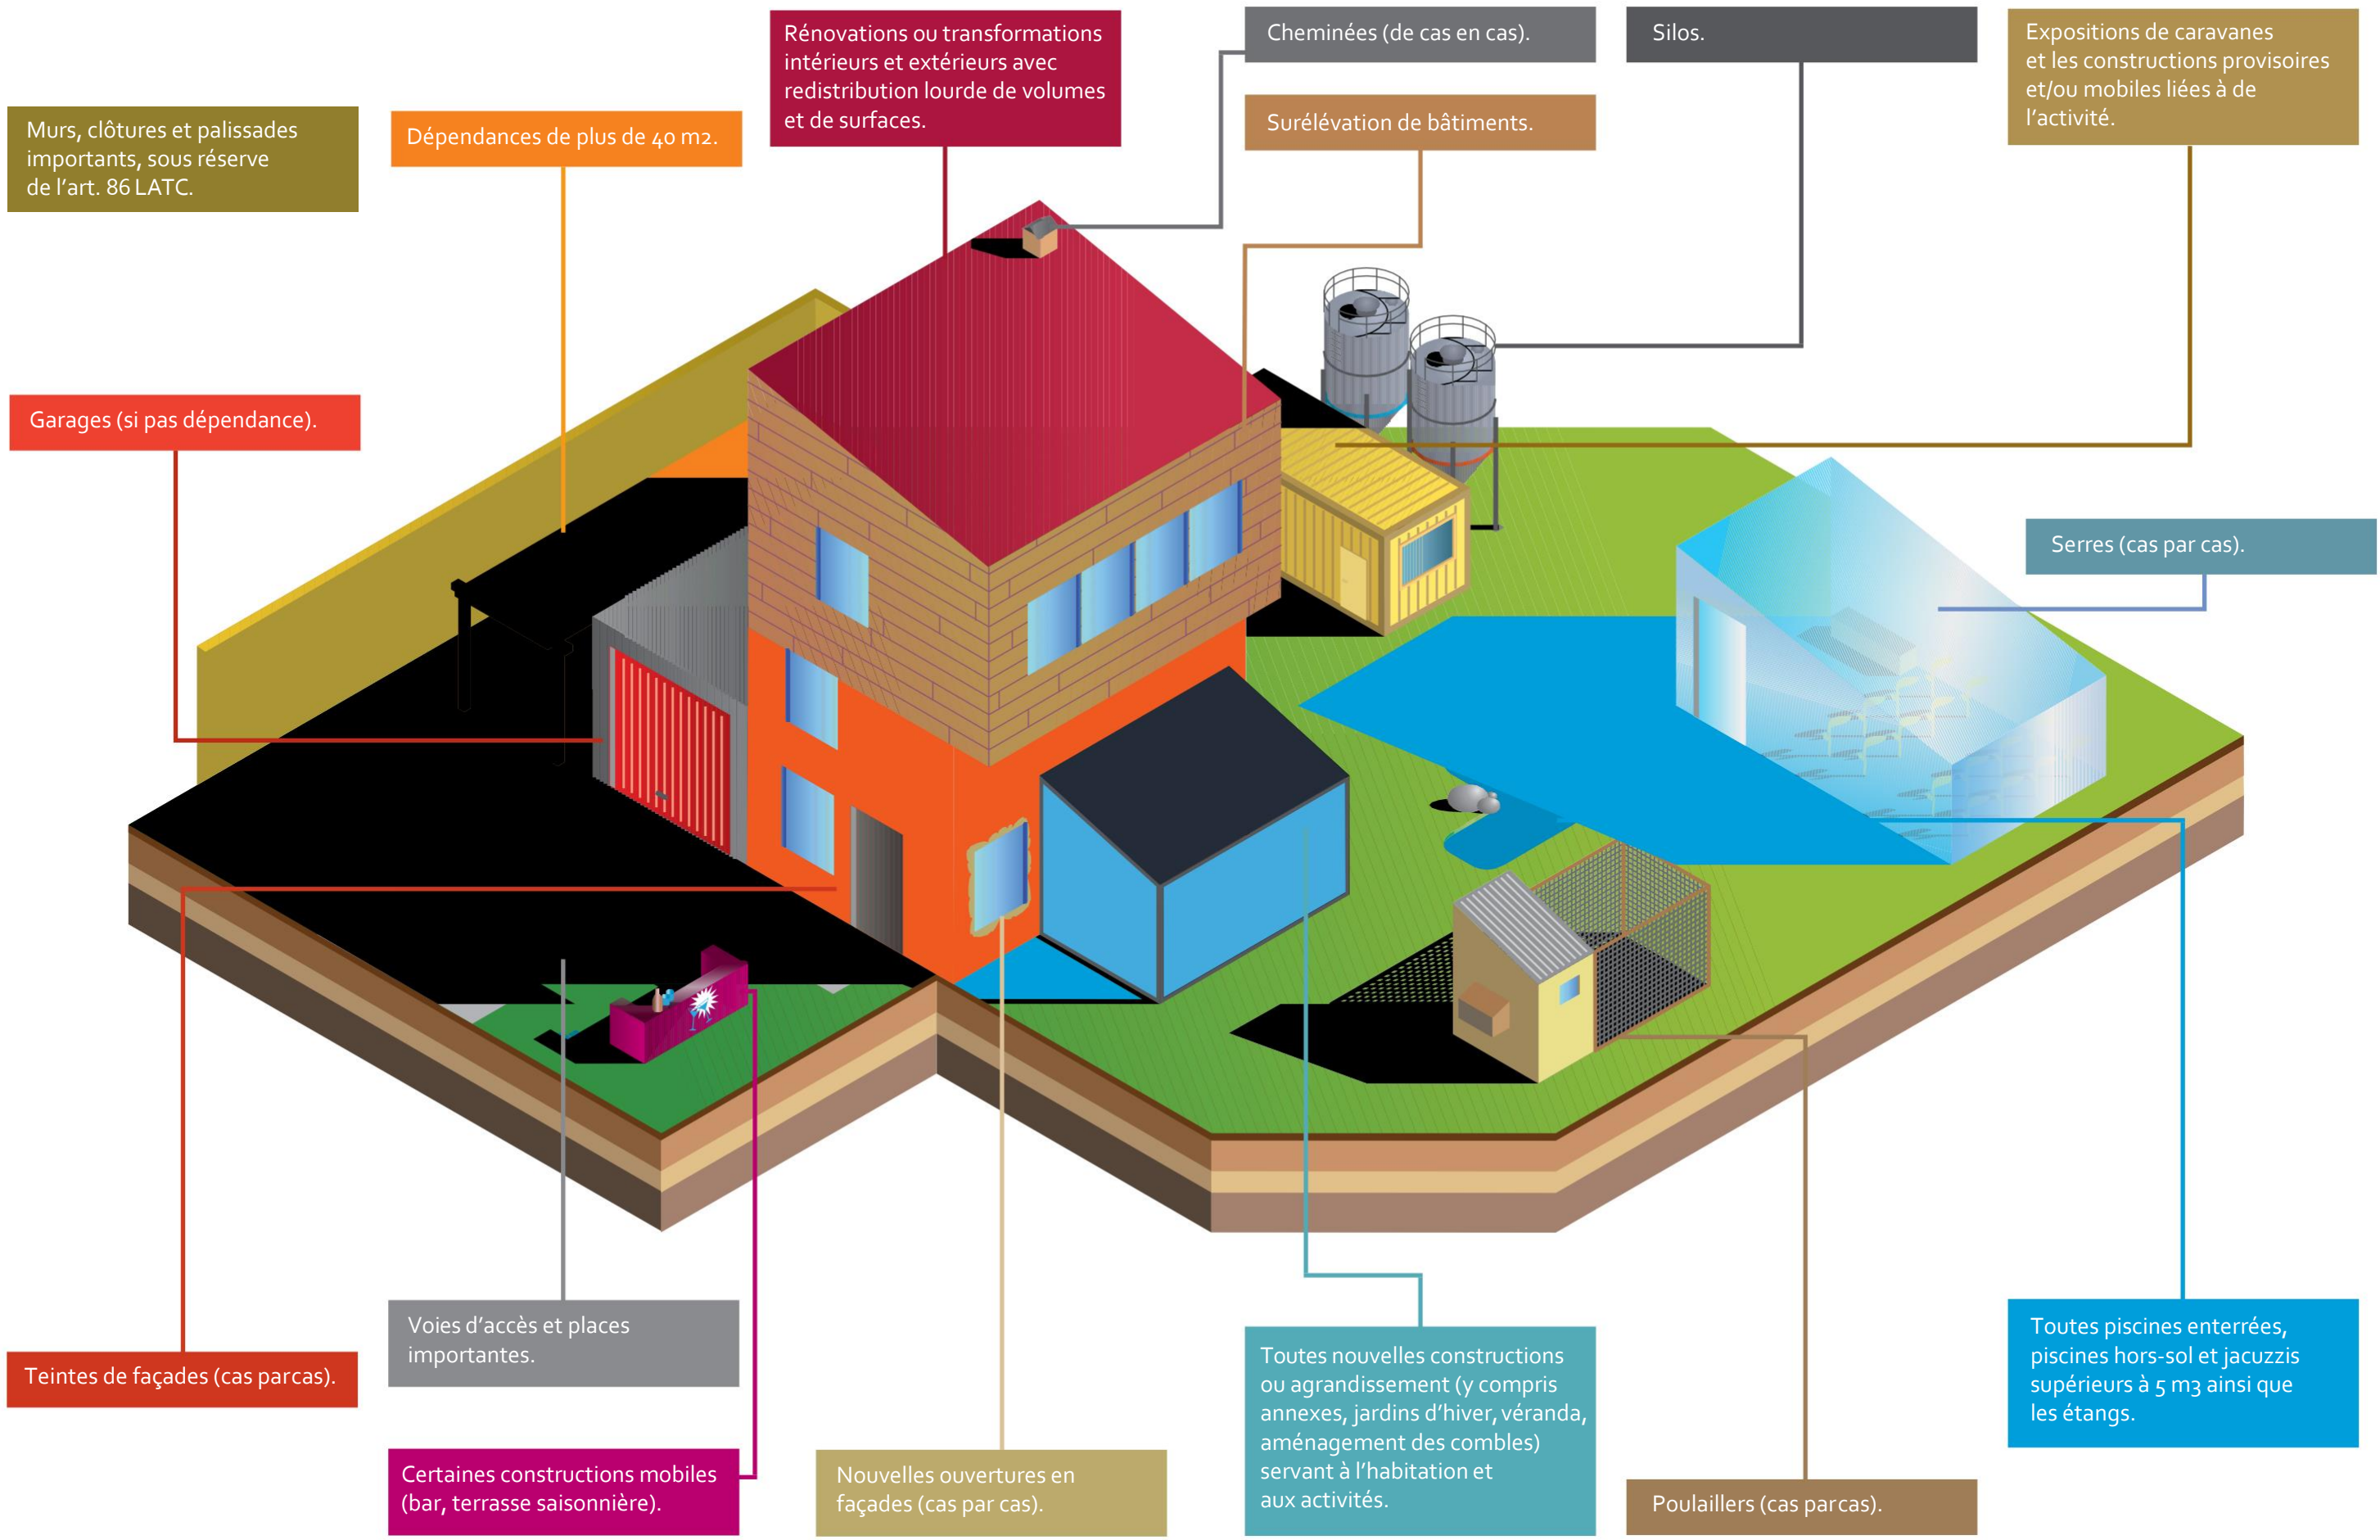 Rénovations ou transformations
intérieurs et extérieurs avec
redistribution lourde de volumes
et de surfaces.
Cheminées (de cas en cas).
Silos.
Expositions de caravanes
et les constructions provisoires
et/ou mobiles liées à de
l'activité.
Murs, clôtures et palissades
importants, sous réserve
de l'art. 86 LATC.
Dépendances de plus de 40 m2.
Surélévation de bâtiments.
Garages (si pas dépendance).
Serres (cas par cas).
Voies d'accès et places
importantes.
Teintes de façades (cas parcas).
Toutes nouvelles constructions
ou agrandissement (y compris
annexes, jardins d'hiver, véranda,
aménagement des combles)
servant à l'habitation et
aux activités.
Toutes piscines enterrées,
piscines hors-sol et jacuzzis
supérieurs à 5 m3 ainsi que
les étangs.
Certaines constructions mobiles
(bar, terrasse saisonnière).
Nouvelles ouvertures en
façades (cas par cas).
Poulaillers (cas parcas).